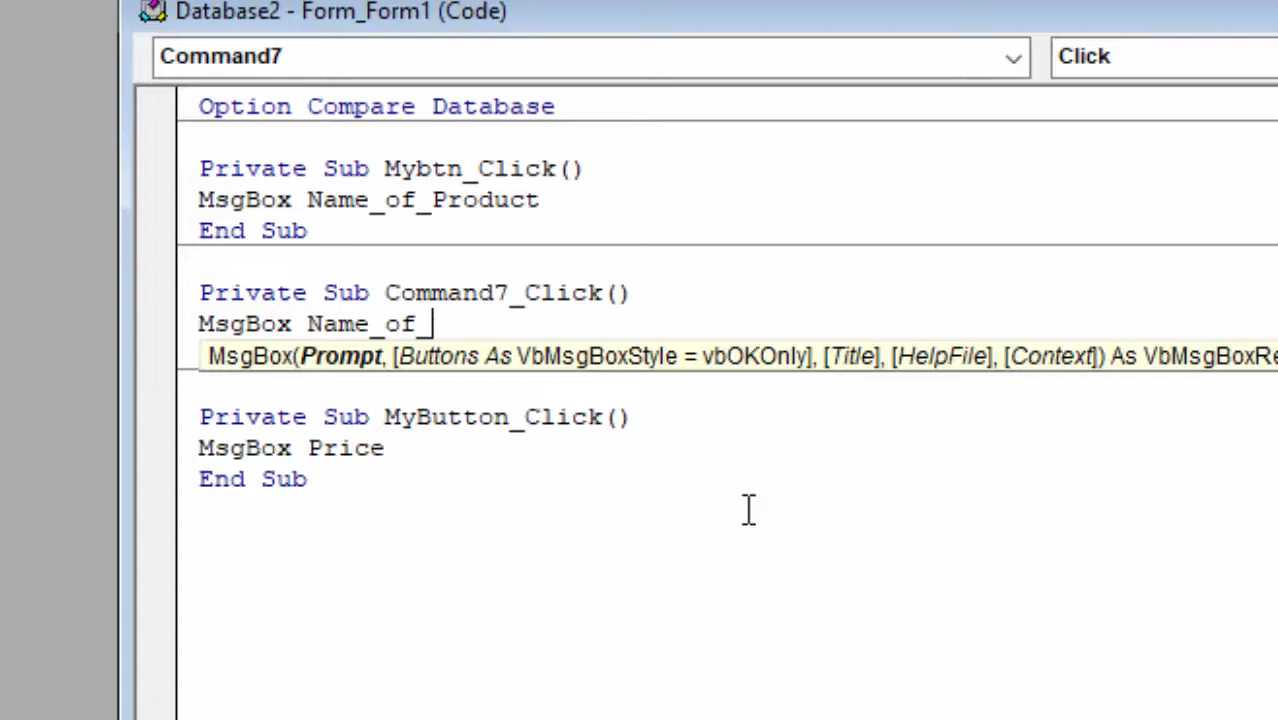 Database2 - Form_Form1 (Code)
Command7
Click
Option Compare Database
Private Sub Mybtn_Click()
MsgBox Name_of_Product
End Sub
Private Sub Command7_Click()
MsgBox Name_of_
MsgBox(Prompt, [Buttons As VbMsgBoxStyle = vbOKOnly], [Title], [HelpFile], [Context]) As VbMsgBoxRe
Private Sub MyButton_Click()
MsgBox Price
End Sub